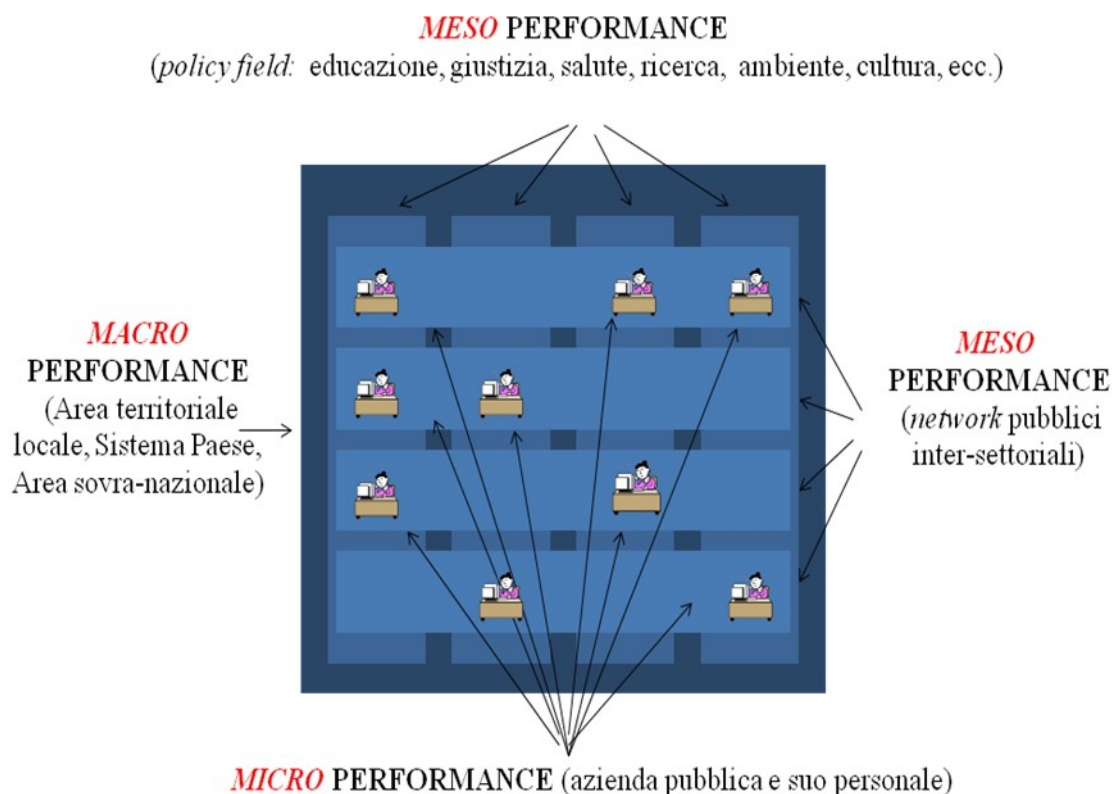 MESO PERFORMANCE
(policy field: educazione, giustizia, salute, ricerca, ambiente, cultura, ecc.)
MACRO
PERFORMANCE
(Area territoriale
locale, Sistema Paese,
Area sovra-nazionale)
MESO
PERFORMANCE
(network pubblici
inter-settoriali)
MICRO PERFORMANCE (azienda pubblica e suo personale)